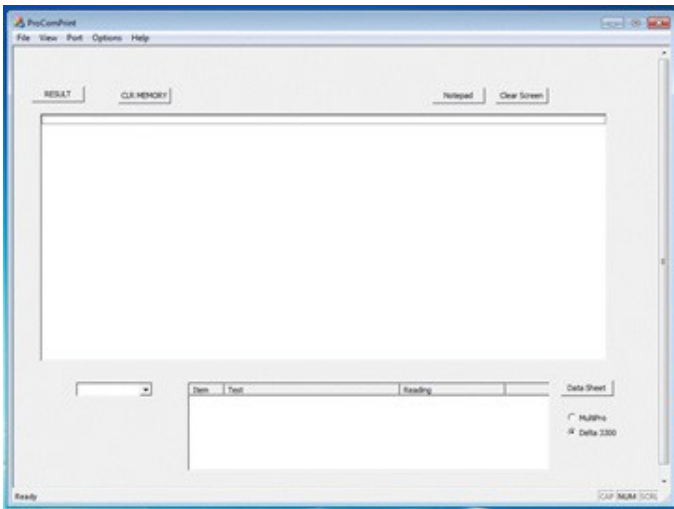 ProComPrint
File View Port Options Help
RESULT CLR MEMORY Notepad Clear Screen
Item Test Reading Data Sheet
MultiPro
Delta 3300
Ready CAP NUM SCRL